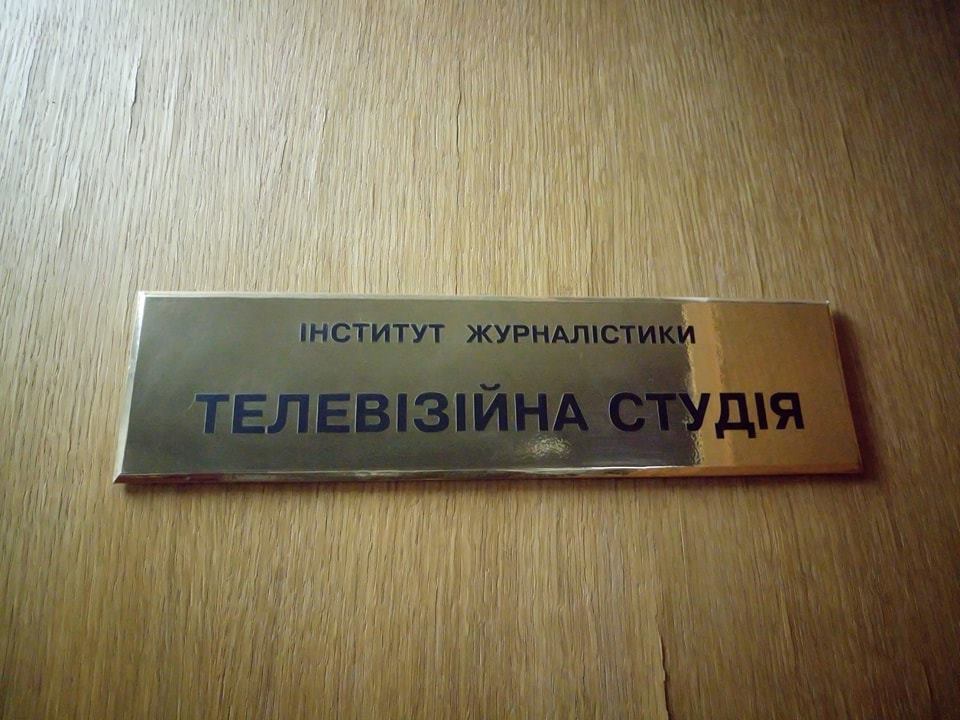 ІНСТИТУТ ЖУРНАЛІСТИКИ
ТЕЛЕВІЗІЙНА СТУДІЯ